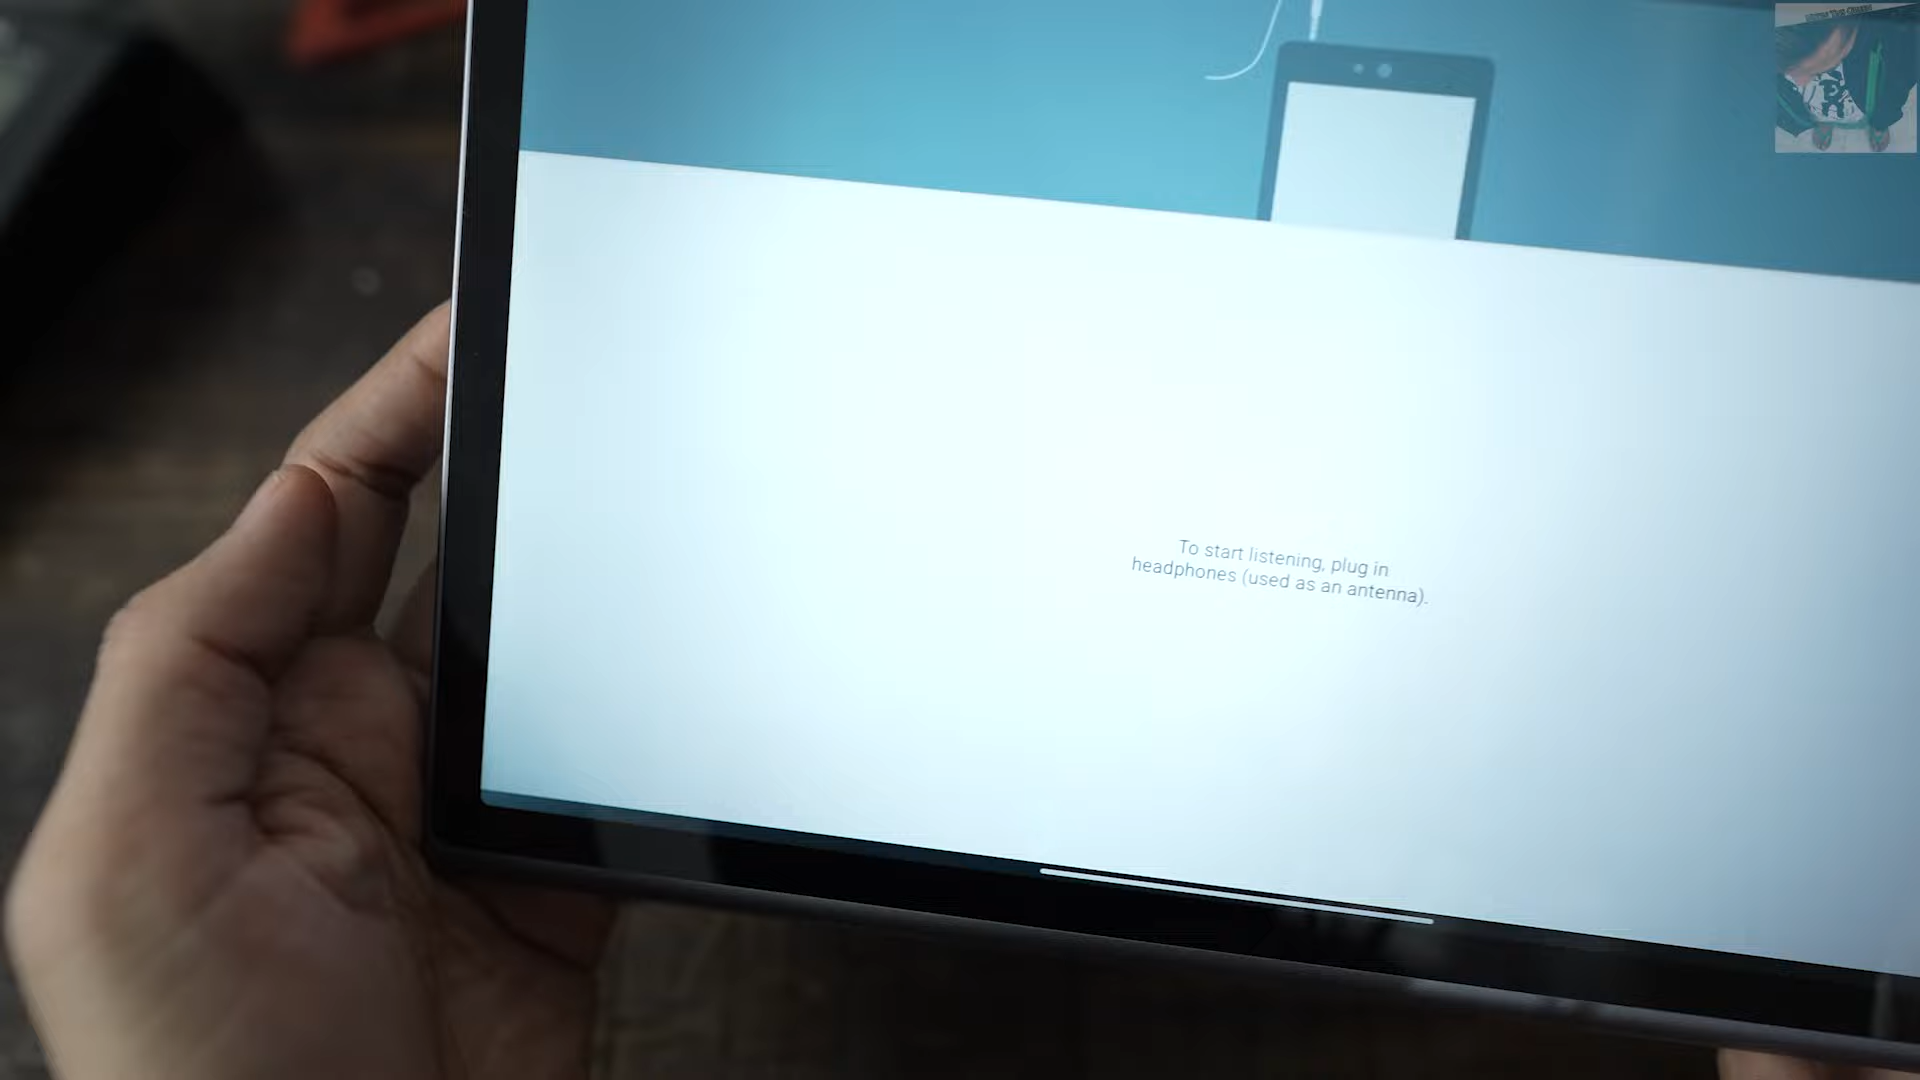 To start listening, plug in
headphones (used as an antenna).